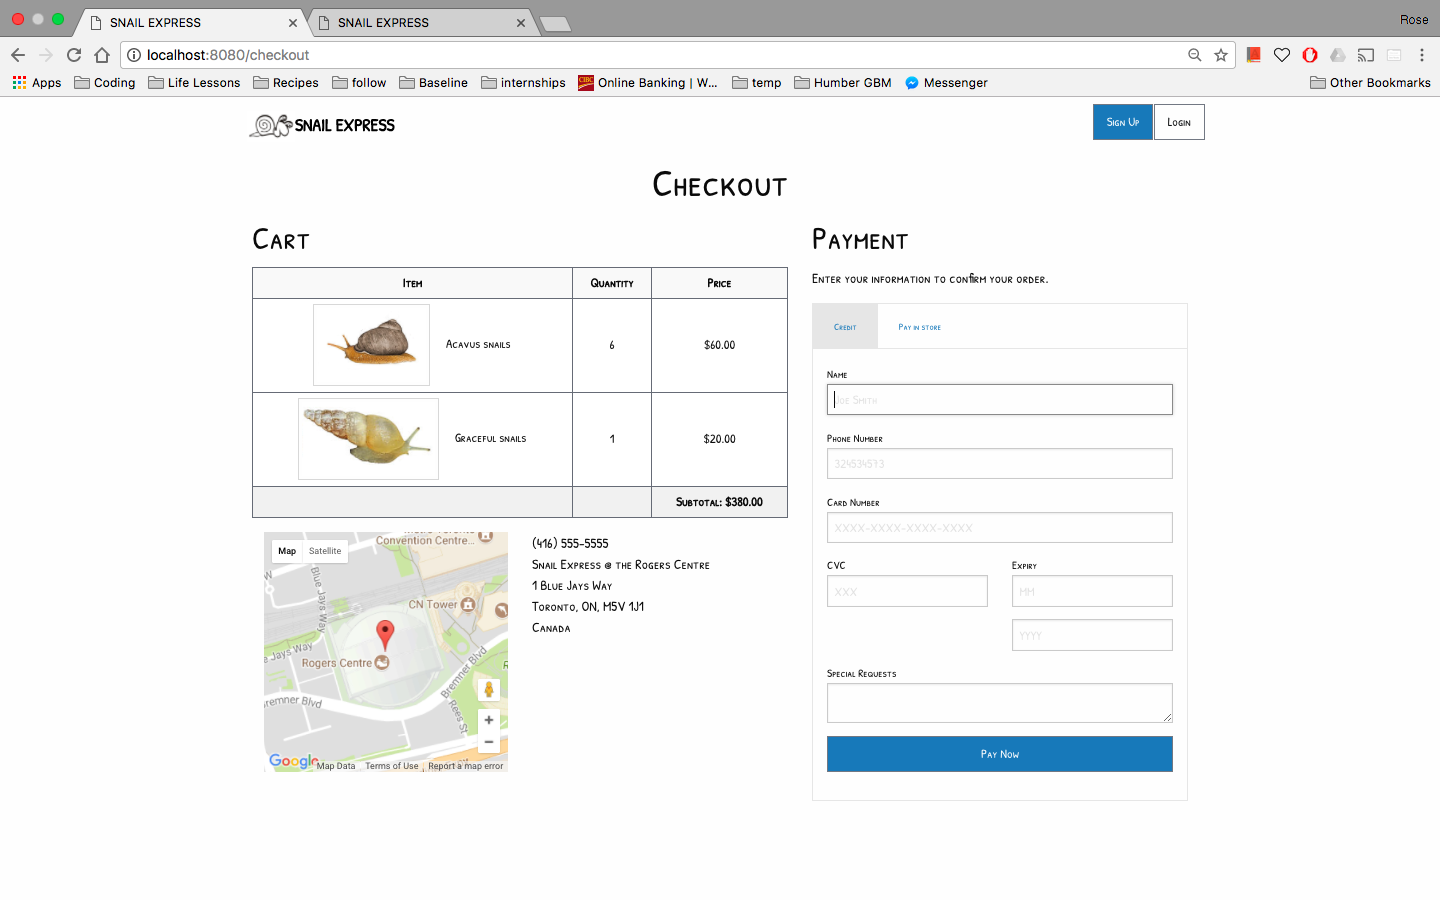 SNAIL EXPRESS
SNAIL EXPRESS
Rose
localhost:8080/checkout
Apps
Coding
Life Lessons
Recipes
follow
Baseline
internships
CIBC
Online Banking | W...
temp
Humber GBM
Messenger
Other Bookmarks
SNAIL EXPRESS
Sign Up
Login
Checkout
Cart
Item Quantity Price
Acavus snails 6 $60.00
Graceful snails 1 $20.00
Subtotal: $380.00
Map Satellite
Convention Centre...
Blue Jays Way
CN Tower
e Jays Way
Rogers Centre
Bremner Blvd
remner Blvd
Rees St
Google
Map Data
Terms of Use
Report a map error
(416) 555-5555
Snail Express @ the Rogers Centre
1 Blue Jays Way
Toronto, ON, M5V 1J1
Canada
Payment
Enter your information to confirm your order.
Credit
Pay in store
Name
Joe Smith
Phone Number
324534573
Card Number
XXXX-XXXX-XXXX-XXXX
CVC
XXX
Expiry
MM
YYYY
Special Requests
Pay Now